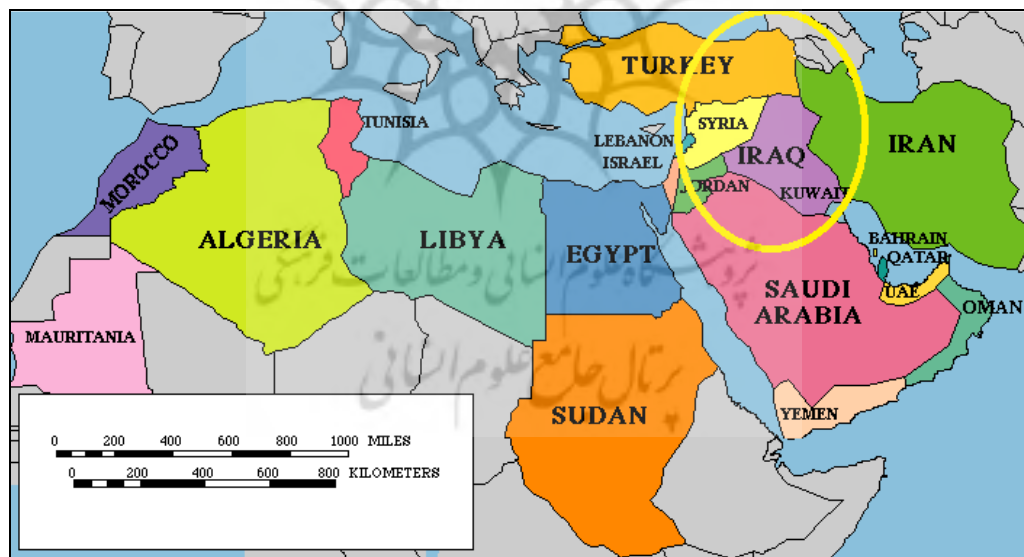 TURKEY
TUNISIA
SYRIA
LEBANON
ISRAEL
IRAQ
IRAN
MOROCCO
JORDAN
KUWAIT
ALGERIA
LIBYA
EGYPT
BAHRAIN
QATAR
پژوهشگاه علوم انسانی و مطالعات فرهنگی
SAUDI
ARABIA
UAE
OMAN
MAURITANIA
پرتال جامع علوم انسانی
SUDAN
YEMEN
0 200 400 600 800 1000 MILES
0 200 400 600 800 KILOMETERS